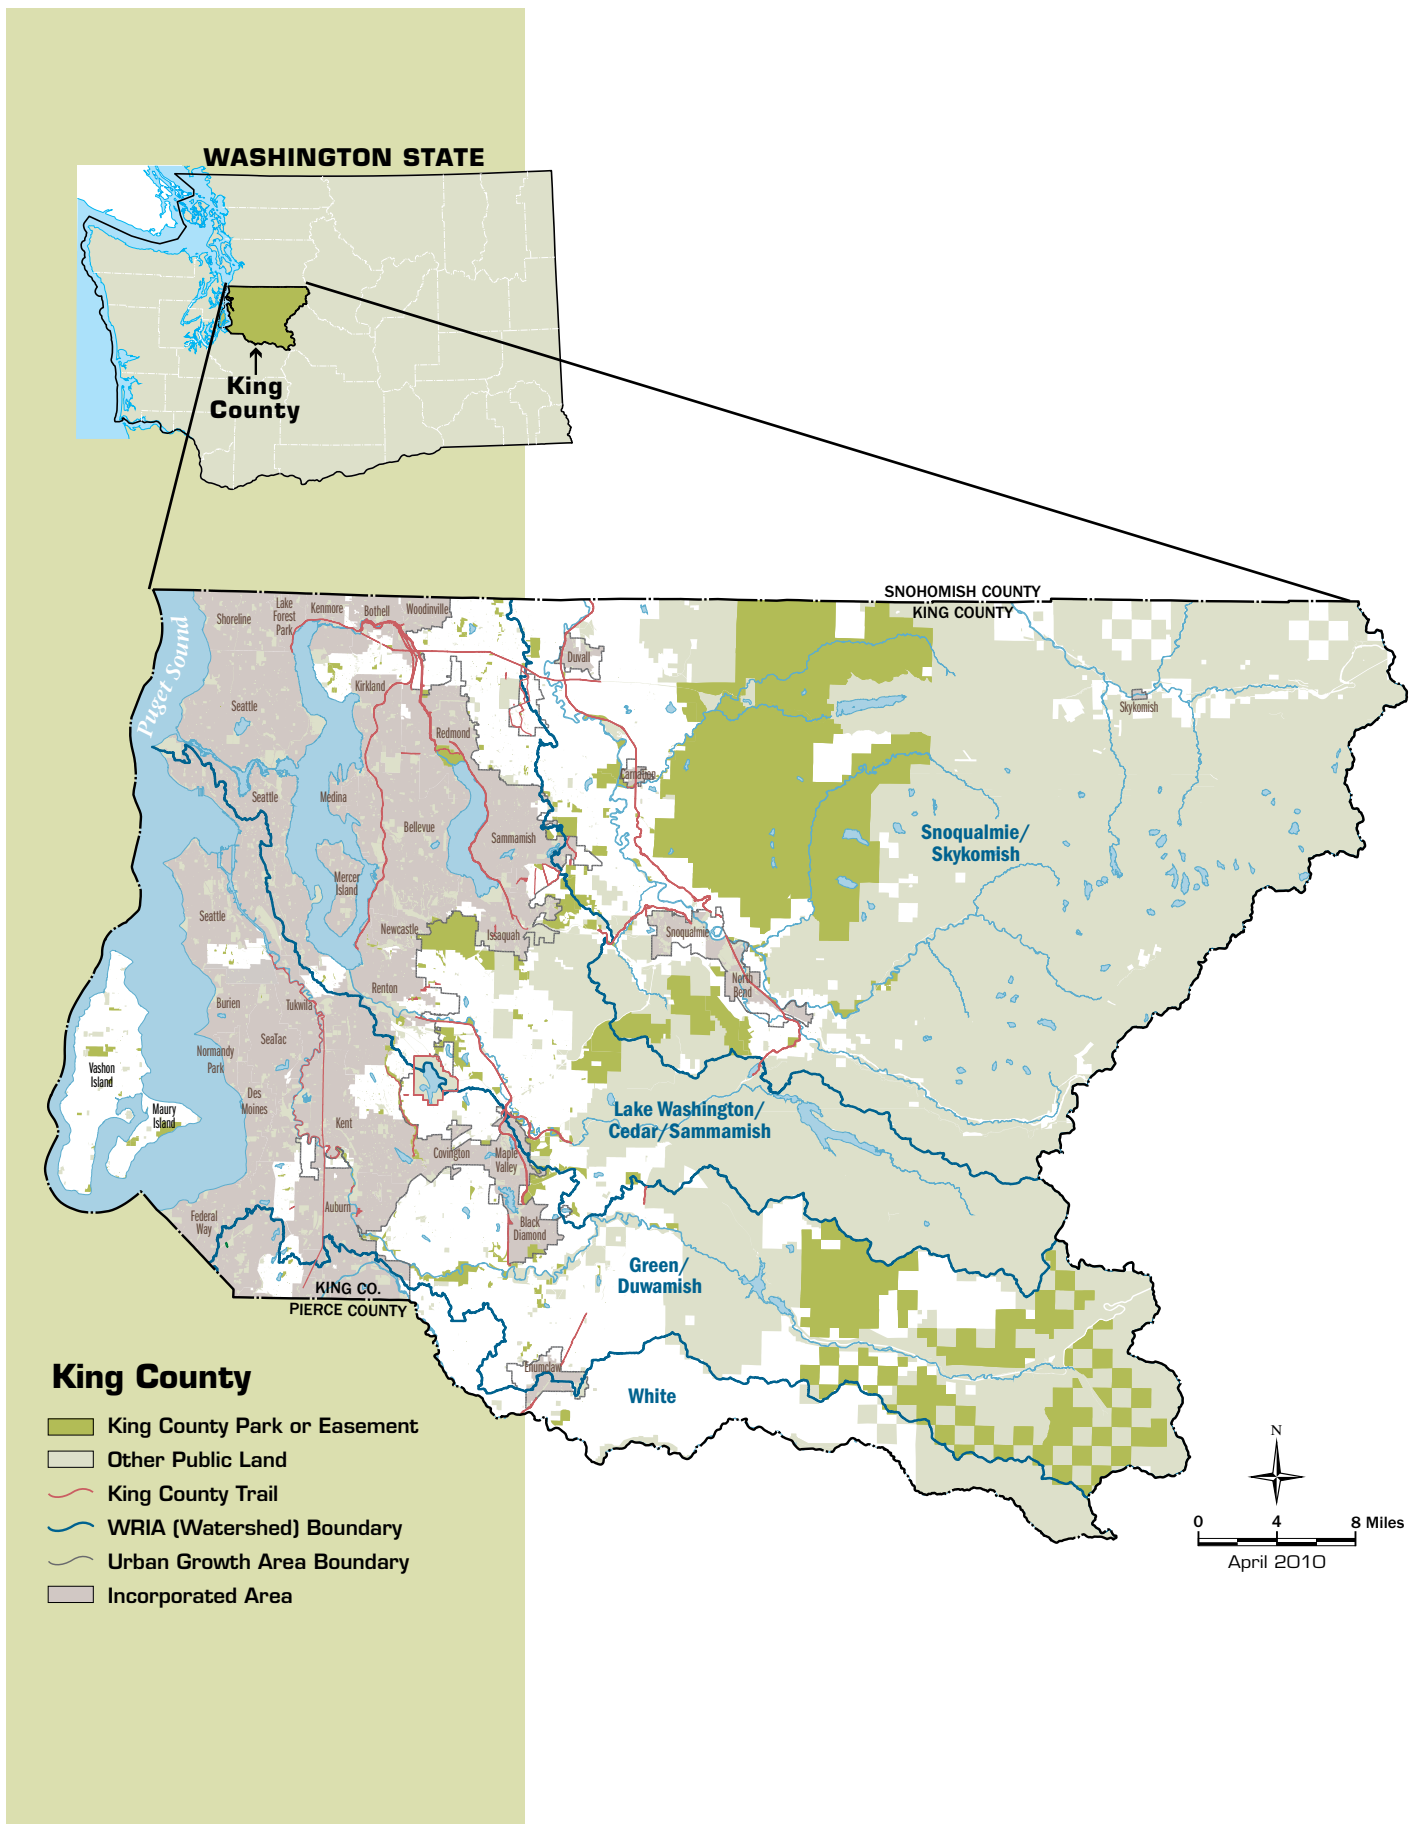 WASHINGTON STATE
King
County
SNOHOMISH COUNTY
KING COUNTY
Puget Sound
Shoreline
Lake
Forest
Park
Kenmore
Bothell
Woodinville
Duvall
Kirkland
Seattle
Redmond
Skykomish
Carnation
Seattle
Medina
Bellevue
Sammamish
Snoqualmie/
Skykomish
Mercer
Island
Seattle
Newcastle
Issaquah
Snoqualmie
North
Bend
Renton
Burien
Tukwila
SeaTac
Normandy
Park
Vashon
Island
Maury
Island
Des
Moines
Kent
Lake Washington/
Cedar/Sammamish
Covington
Maple
Valley
Federal
Way
Auburn
Black
Diamond
Green/
Duwamish
KING CO.
PIERCE COUNTY
Enumclaw
White
King County
King County Park or Easement
Other Public Land
King County Trail
WRIA (Watershed) Boundary
Urban Growth Area Boundary
Incorporated Area
N
0 4 8 Miles
April 2010